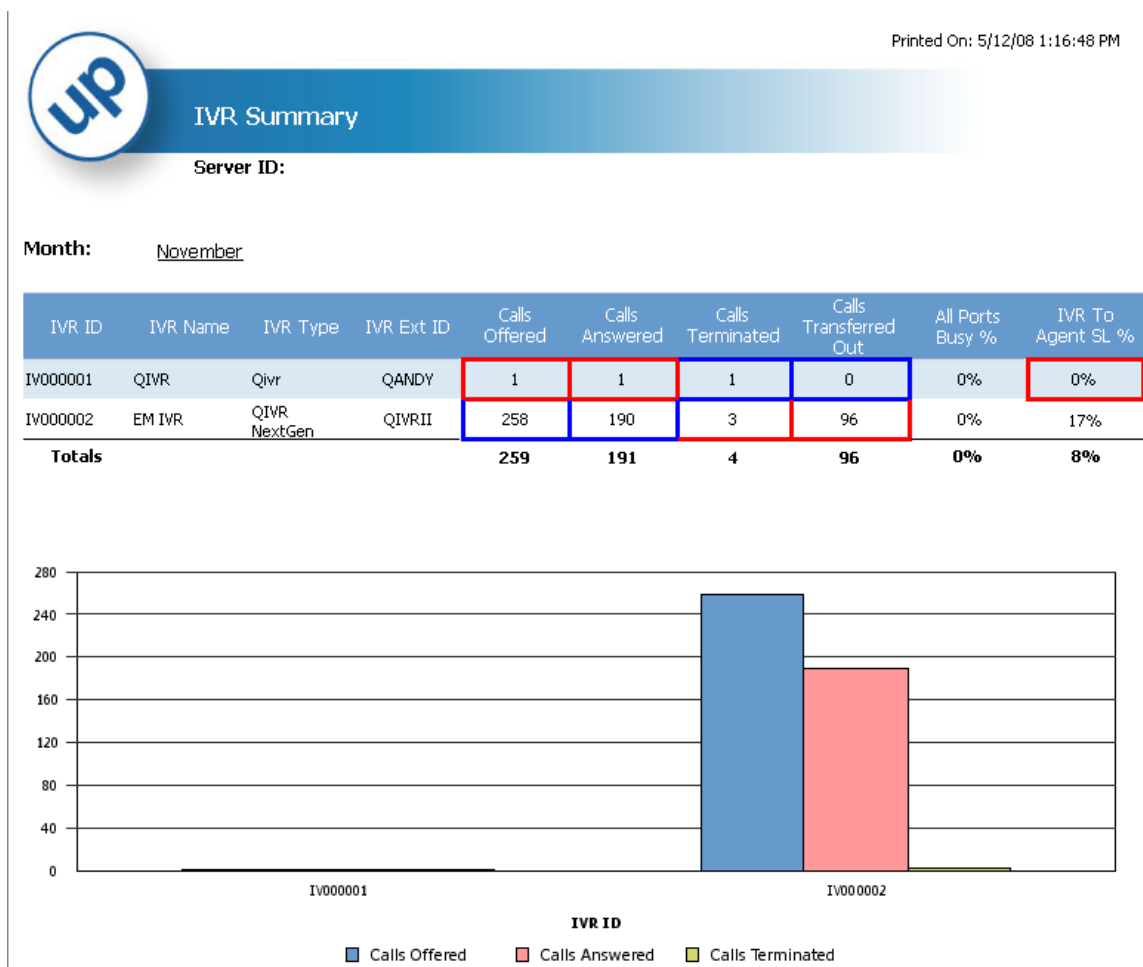 Printed On: 5/12/08 1:16:48 PM
up
IVR Summary
Server ID:
Month: November
IVR ID IVR Name IVR Type IVR Ext ID Calls Offered Calls Answered Calls Terminated Calls Transferred Out All Ports Busy % IVR To Agent SL %
IV000001 QIVR Qivr QANDY 1 1 1 0 0% 0%
IV000002 EM IVR QIVR NextGen QIVRII 258 190 3 96 0% 17%
Totals 259 191 4 96 0% 8%
280
240
200
160
120
80
40
0
IV000001 IV000002
IVR ID
Calls Offered Calls Answered Calls Terminated